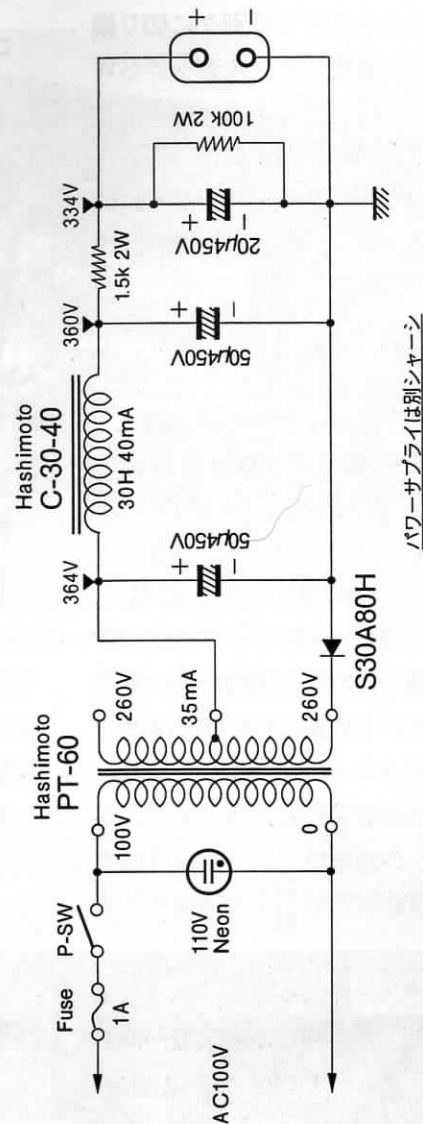 Fuse
1A
P-SW
AC100V
110V
Neon
Hashimoto
PT-60
100V
0
260V
35mA
260V
S30A80H
364V
50μ450V
+
−
Hashimoto
C-30-40
30H 40mA
360V
50μ450V
+
−
1.5k 2W
334V
20μ450V
+
−
100k 2W
+
−
パワーサプライは別シャーシ